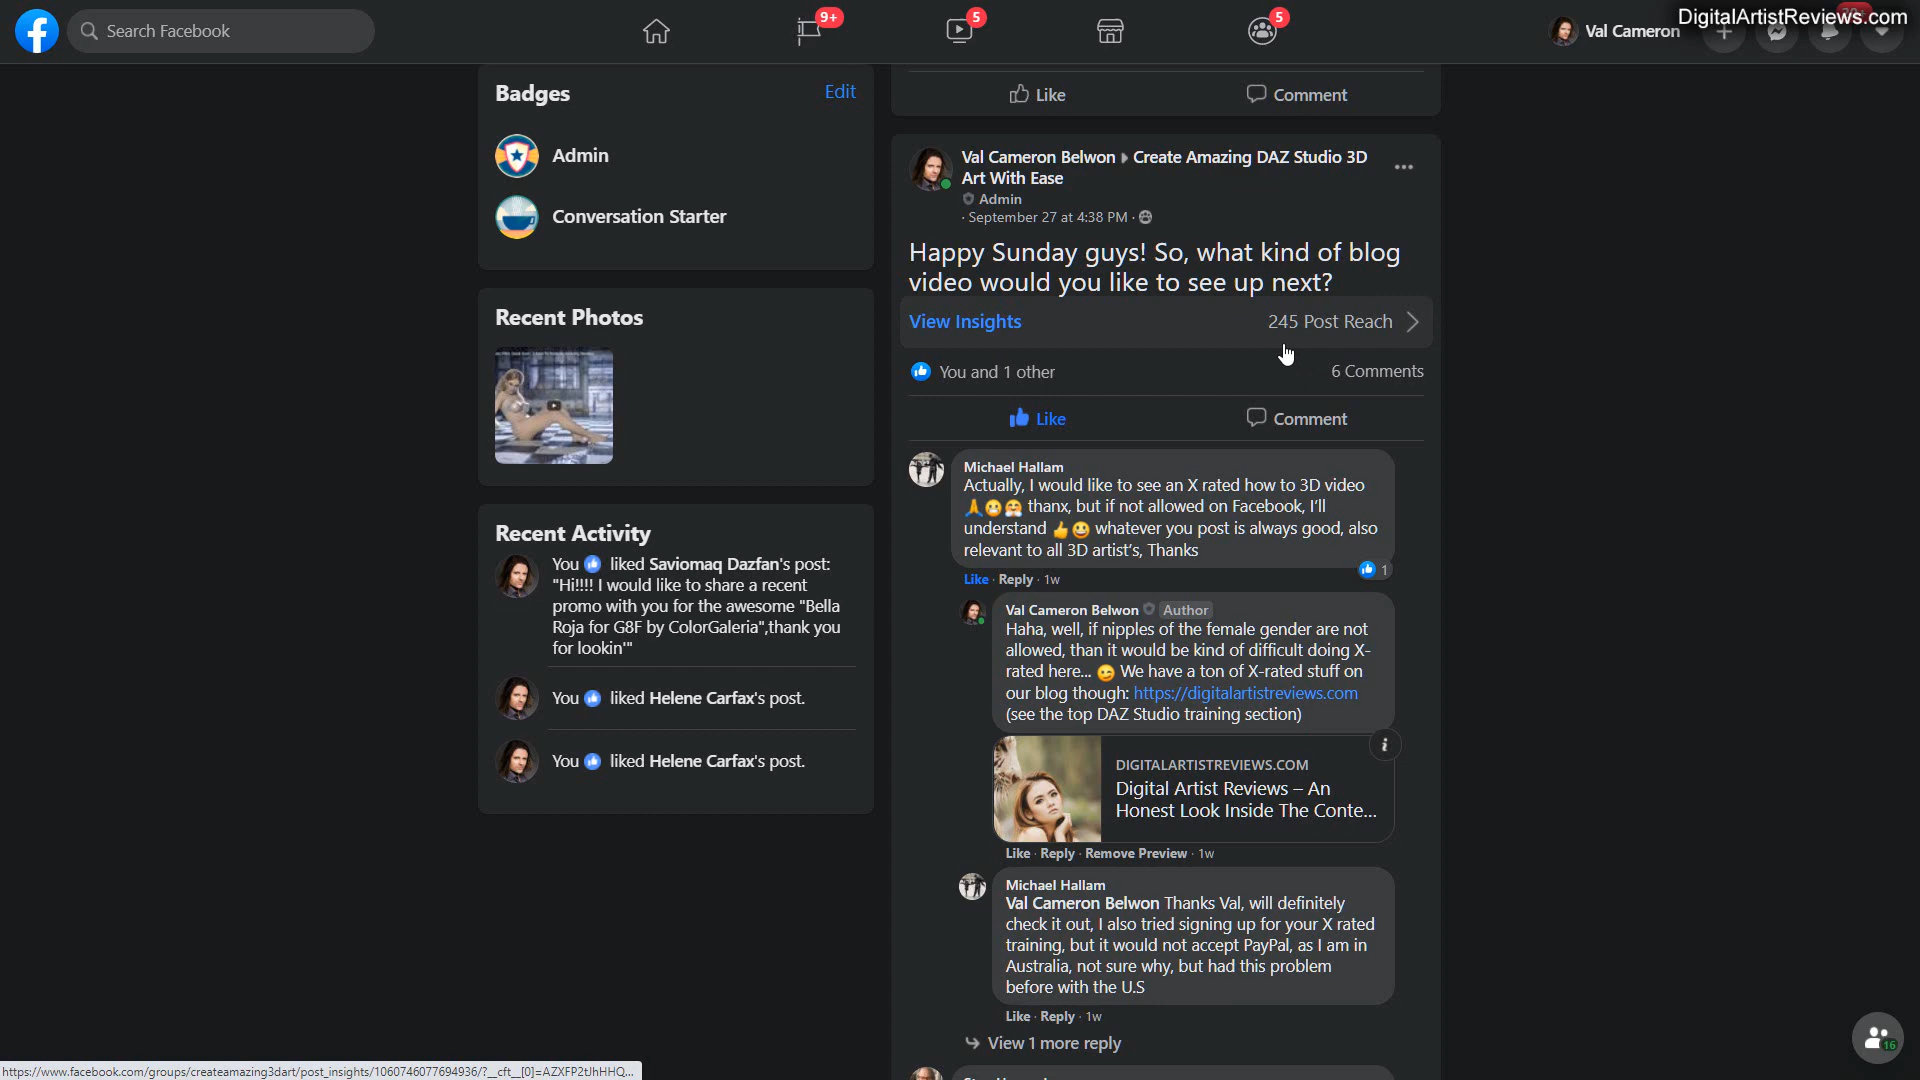 Search Facebook
9+
5
5
Val Cameron
DigitalArtistReviews.com
Badges
Edit
Admin
Conversation Starter
Recent Photos
Recent Activity
You liked Saviomaq Dazfan's post:
"Hi!!!! I would like to share a recent
promo with you for the awesome "Bella
Roja for G8F by ColorGaleria",thank you
for lookin'"
You liked Helene Carfax's post.
You liked Helene Carfax's post.
Like
Comment
Val Cameron Belwon Create Amazing DAZ Studio 3D
Art With Ease
Admin
· September 27 at 4:38 PM ·
Happy Sunday guys! So, what kind of blog
video would you like to see up next?
View Insights
245 Post Reach
You and 1 other
6 Comments
Like
Comment
Michael Hallam
Actually, I would like to see an X rated how to 3D video
🙏😬🤗 thanx, but if not allowed on Facebook, I'll
understand 👍😃 whatever you post is always good, also
relevant to all 3D artist's, Thanks
1
Like · Reply · 1w
Val Cameron Belwon Author
Haha, well, if nipples of the female gender are not
allowed, than it would be kind of difficult doing X-
rated here... 😉 We have a ton of X-rated stuff on
our blog though: https://digitalartistreviews.com
(see the top DAZ Studio training section)
DIGITALARTISTREVIEWS.COM
Digital Artist Reviews – An
Honest Look Inside The Conte...
Like · Reply · Remove Preview · 1w
Michael Hallam
Val Cameron Belwon Thanks Val, will definitely
check it out, I also tried signing up for your X rated
training, but it would not accept PayPal, as I am in
Australia, not sure why, but had this problem
before with the U.S
Like · Reply · 1w
View 1 more reply
16
https://www.facebook.com/groups/createamazing3dart/post_insights/1060746077694936/?__cft__[0]=AZXFP2tJhHHQ...